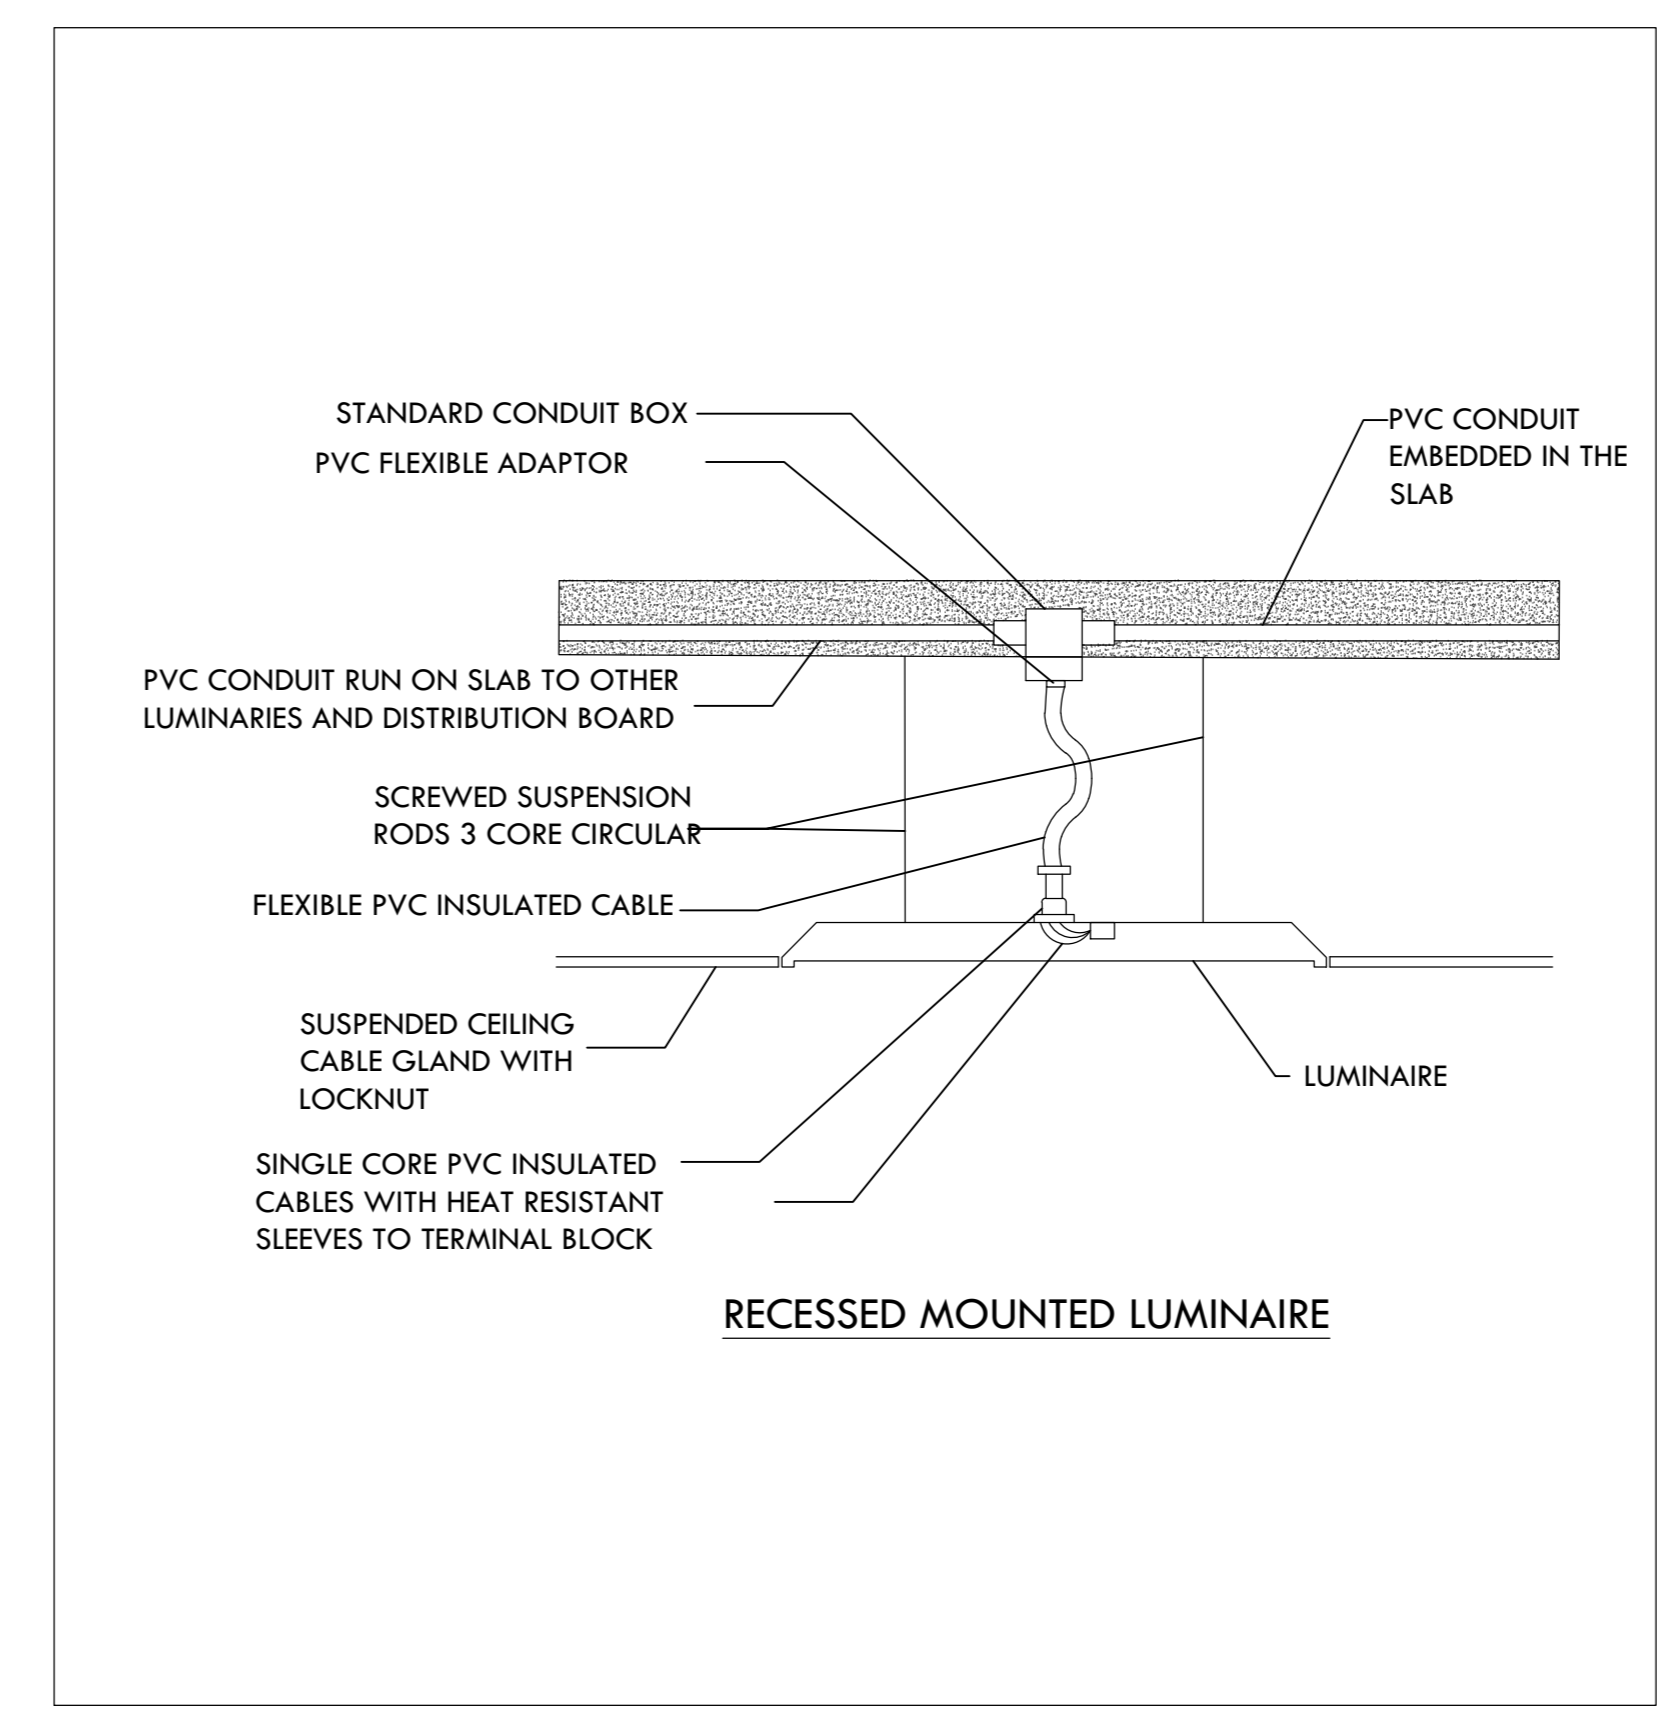 STANDARD CONDUIT BOX
PVC FLEXIBLE ADAPTOR
PVC CONDUIT
EMBEDDED IN THE
SLAB
PVC CONDUIT RUN ON SLAB TO OTHER
LUMINARIES AND DISTRIBUTION BOARD
SCREWED SUSPENSION
RODS 3 CORE CIRCULAR
FLEXIBLE PVC INSULATED CABLE
SUSPENDED CEILING
CABLE GLAND WITH
LOCKNUT
LUMINAIRE
SINGLE CORE PVC INSULATED
CABLES WITH HEAT RESISTANT
SLEEVES TO TERMINAL BLOCK
RECESSED MOUNTED LUMINAIRE